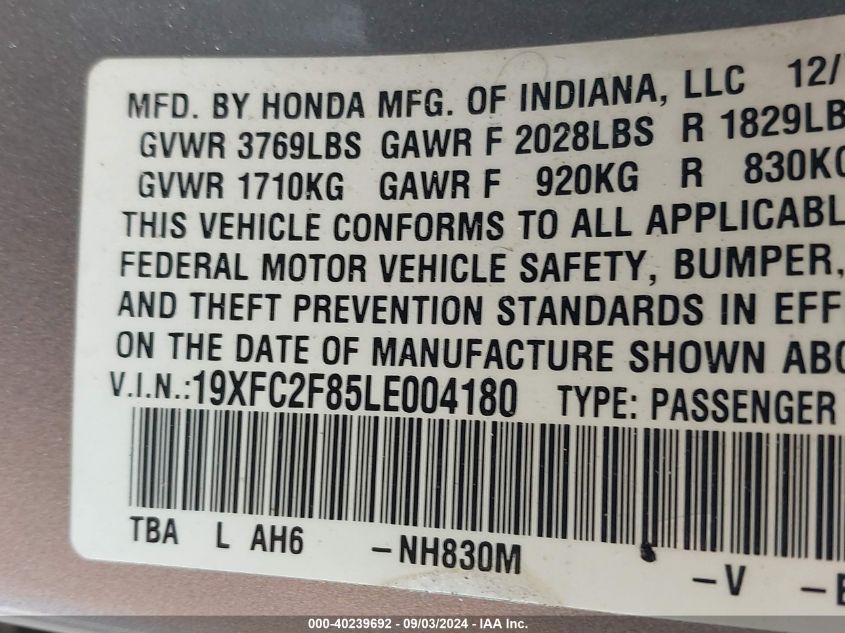 MFD. BY HONDA MFG. OF INDIANA, LLC 12/
GVWR 3769LBS GAWR F 2028LBS R 1829LB
GVWR 1710KG GAWR F 920KG R 830KG
THIS VEHICLE CONFORMS TO ALL APPLICABL
FEDERAL MOTOR VEHICLE SAFETY, BUMPER,
AND THEFT PREVENTION STANDARDS IN EFF
ON THE DATE OF MANUFACTURE SHOWN ABO
V.I.N.:19XFC2F85LE004180 TYPE: PASSENGER
TBA L AH6 -NH830M -V -B
000-40239692 - 09/03/2024 - IAA Inc.